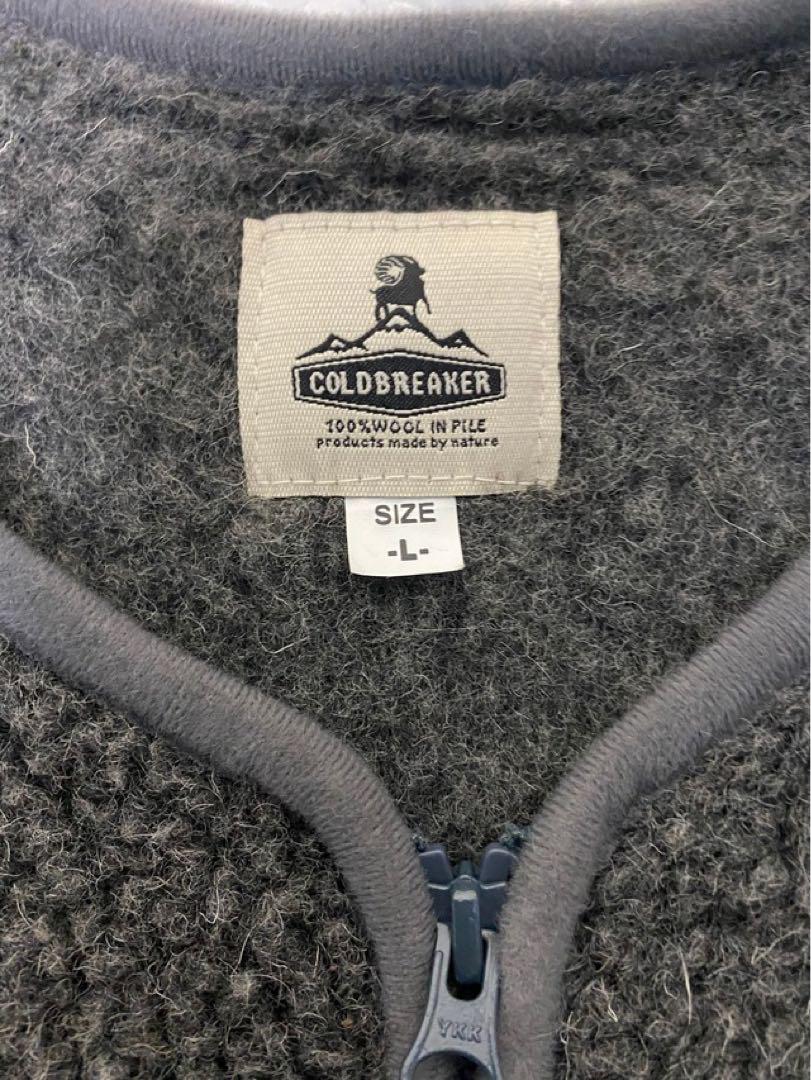 COLDBREAKER
100%WOOL IN PILE
products made by nature
SIZE
-L-
YKK